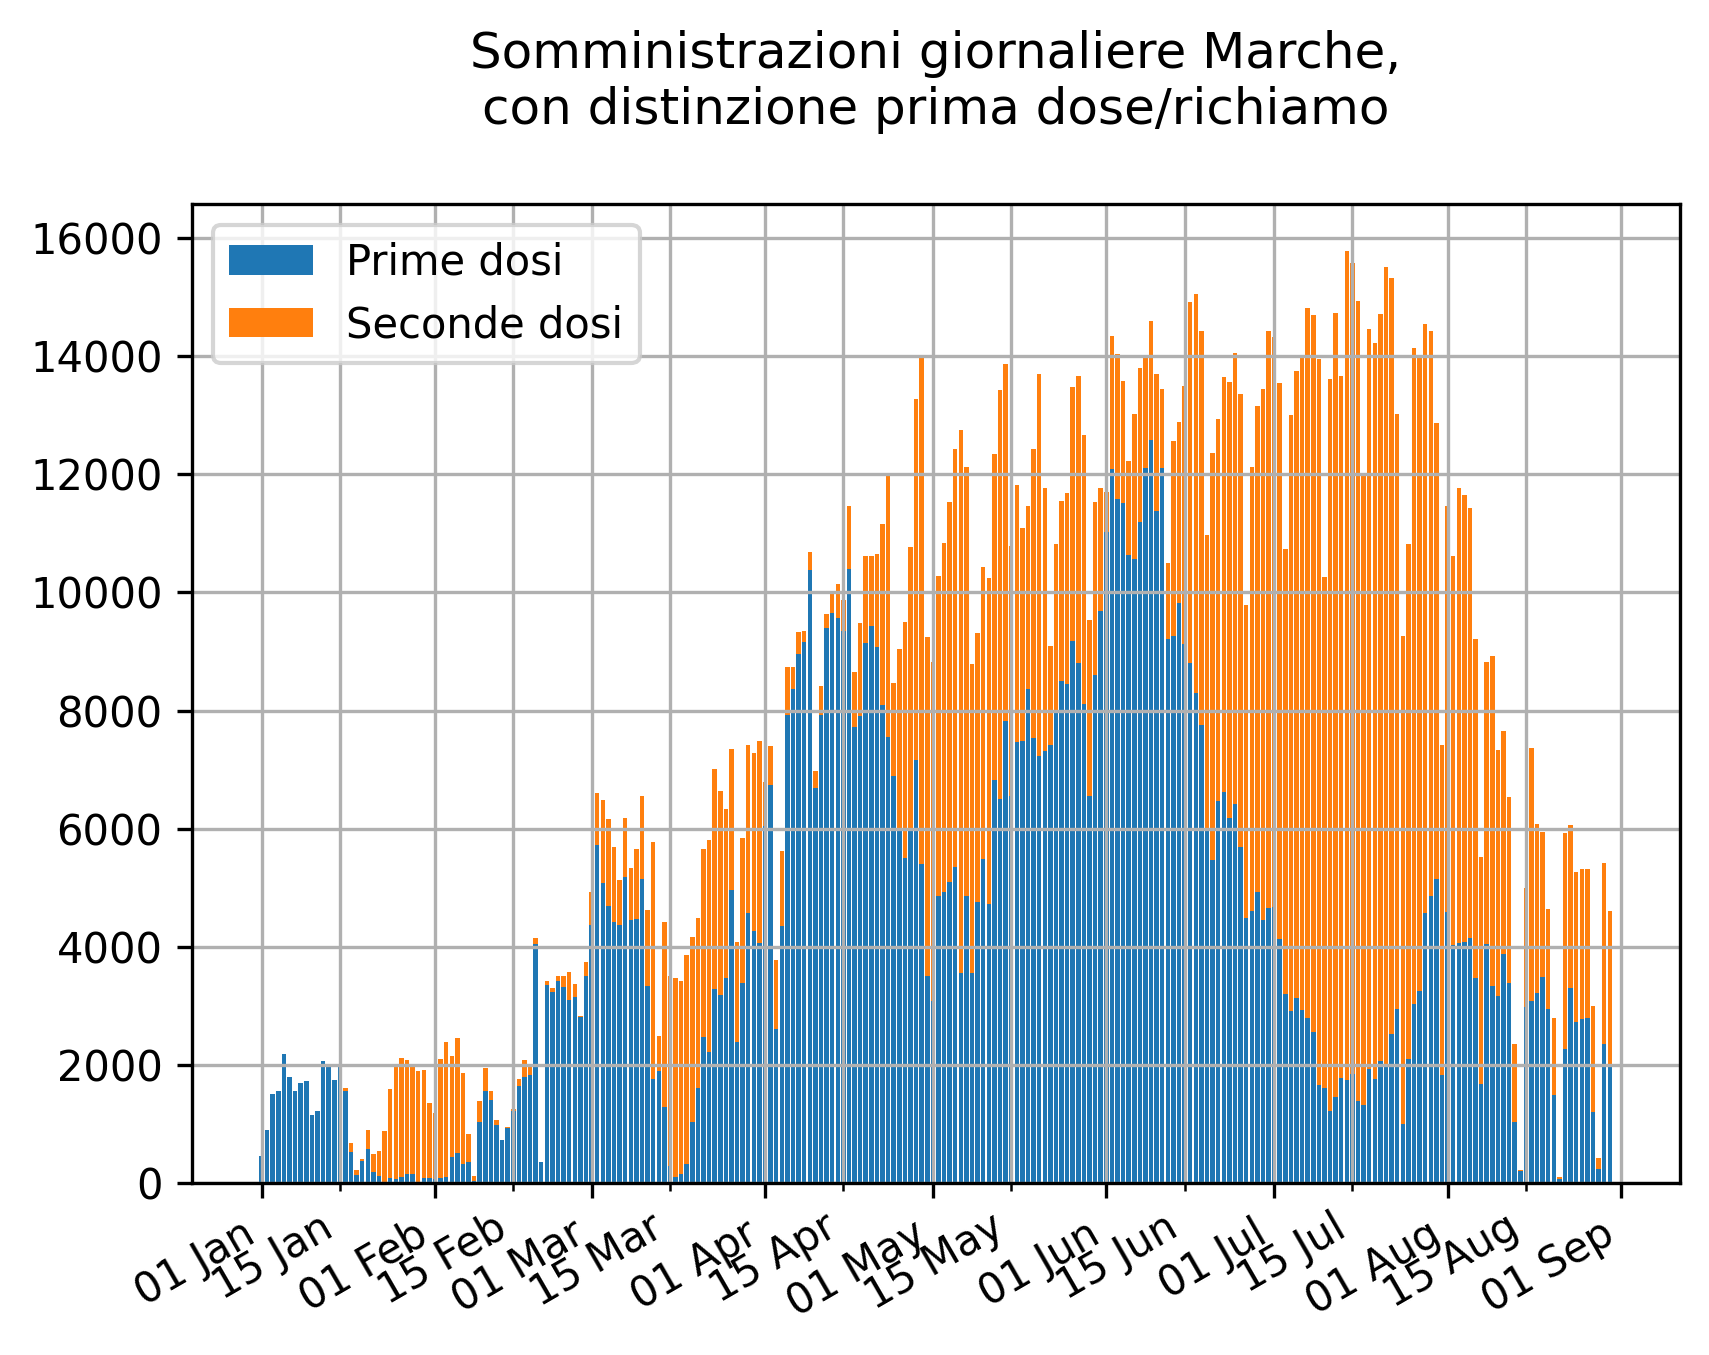 Somministrazioni giornaliere Marche,
con distinzione prima dose/richiamo
Prime dosi
Seconde dosi
16000
14000
12000
10000
8000
6000
4000
2000
0
01 Jan
15 Jan
01 Feb
15 Feb
01 Mar
15 Mar
01 Apr
15 Apr
01 May
15 May
01 Jun
15 Jun
01 Jul
15 Jul
01 Aug
15 Aug
01 Sep